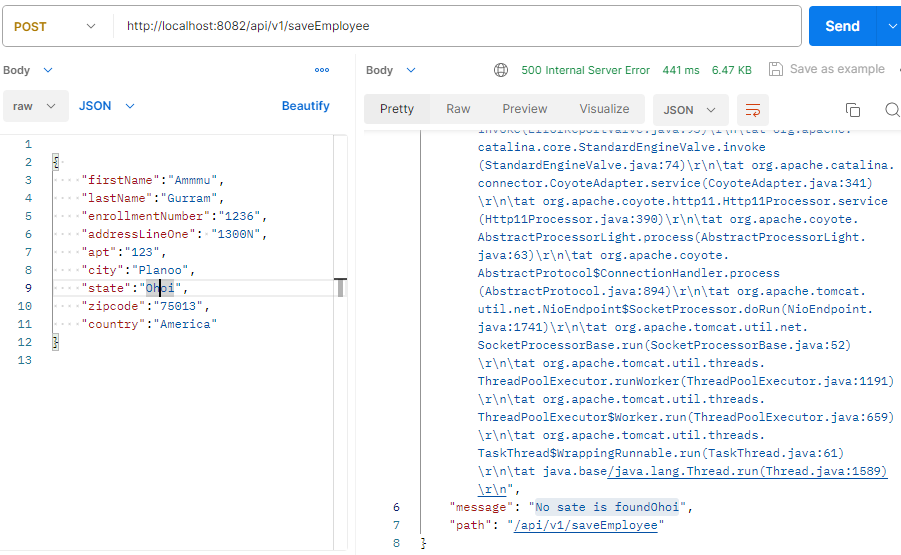 POST http://localhost:8082/api/v1/saveEmployee Send
Body
raw JSON Beautify
1
2 {
3 "firstName":"Ammmu",
4 "lastName":"Gurram",
5 "enrollmentNumber":"1236",
6 "addressLineOne": "1300N",
7 "apt":"123",
8 "city":"Planoo",
9 "state":"Ohoi",
10 "zipcode":"75013",
11 "country":"America"
12 }
13
Body 500 Internal Server Error 441 ms 6.47 KB Save as example
Pretty Raw Preview Visualize JSON
invoke(ErrorReportValve.java:93)\r\n\tat org.apache.
catalina.core.StandardEngineValve.invoke
(StandardEngineValve.java:74)\r\n\tat org.apache.catalina.
connector.CoyoteAdapter.service(CoyoteAdapter.java:341)
\r\n\tat org.apache.coyote.http11.Http11Processor.service
(Http11Processor.java:390)\r\n\tat org.apache.coyote.
AbstractProcessorLight.process(AbstractProcessorLight.
java:63)\r\n\tat org.apache.coyote.
AbstractProtocol$ConnectionHandler.process
(AbstractProtocol.java:894)\r\n\tat org.apache.tomcat.
util.net.NioEndpoint$SocketProcessor.doRun(NioEndpoint.
java:1741)\r\n\tat org.apache.tomcat.util.net.
SocketProcessorBase.run(SocketProcessorBase.java:52)
\r\n\tat org.apache.tomcat.util.threads.
ThreadPoolExecutor.runWorker(ThreadPoolExecutor.java:1191)
\r\n\tat org.apache.tomcat.util.threads.
ThreadPoolExecutor$Worker.run(ThreadPoolExecutor.java:659)
\r\n\tat org.apache.tomcat.util.threads.
TaskThread$WrappingRunnable.run(TaskThread.java:61)
\r\n\tat java.base/java.lang.Thread.run(Thread.java:1589)
\r\n",
6 "message": "No sate is foundOhoi",
7 "path": "/api/v1/saveEmployee"
8 }